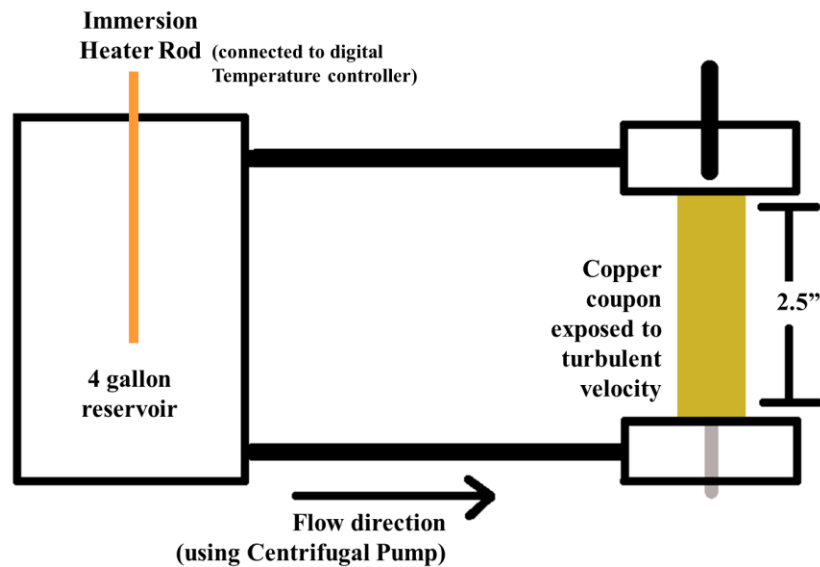 Immersion
Heater Rod (connected to digital
Temperature controller)
Copper
coupon
exposed to
turbulent
velocity
2.5”
4 gallon
reservoir
Flow direction
(using Centrifugal Pump)